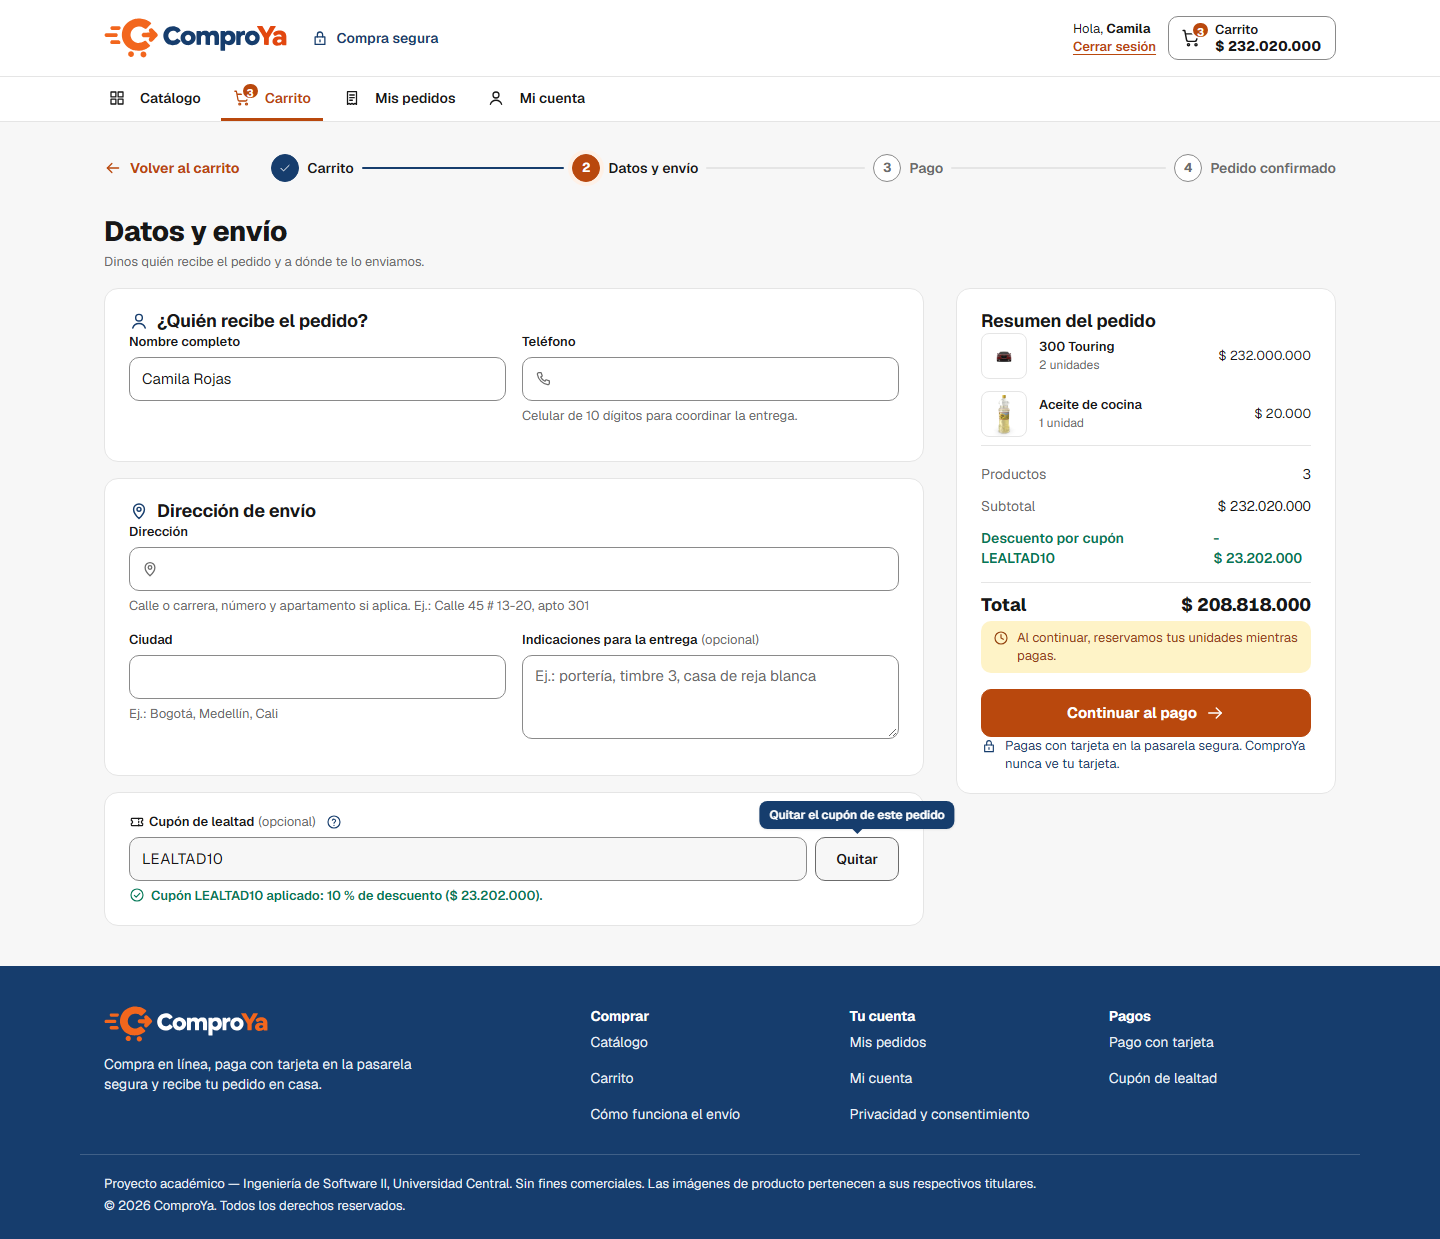 ComproYa
Compra segura
Hola, Camila
Cerrar sesión
3
Carrito
$ 232.020.000
Catálogo
3
Carrito
Mis pedidos
Mi cuenta
Volver al carrito
Carrito
2
Datos y envío
3
Pago
4
Pedido confirmado
Datos y envío
Dinos quién recibe el pedido y a dónde te lo enviamos.
¿Quién recibe el pedido?
Nombre completo
Camila Rojas
Teléfono
Celular de 10 dígitos para coordinar la entrega.
Dirección de envío
Dirección
Calle o carrera, número y apartamento si aplica. Ej.: Calle 45 # 13-20, apto 301
Ciudad
Ej.: Bogotá, Medellín, Cali
Indicaciones para la entrega (opcional)
Ej.: portería, timbre 3, casa de reja blanca
Cupón de lealtad (opcional)
Quitar el cupón de este pedido
LEALTAD10
Quitar
Cupón LEALTAD10 aplicado: 10 % de descuento ($ 23.202.000).
Resumen del pedido
300 Touring
2 unidades
$ 232.000.000
Aceite de cocina
1 unidad
$ 20.000
Productos
3
Subtotal
$ 232.020.000
Descuento por cupón
LEALTAD10
-
$ 23.202.000
Total
$ 208.818.000
Al continuar, reservamos tus unidades mientras
pagas.
Continuar al pago
Pagas con tarjeta en la pasarela segura. ComproYa
nunca ve tu tarjeta.
ComproYa
Compra en línea, paga con tarjeta en la pasarela
segura y recibe tu pedido en casa.
Comprar
Catálogo
Carrito
Cómo funciona el envío
Tu cuenta
Mis pedidos
Mi cuenta
Privacidad y consentimiento
Pagos
Pago con tarjeta
Cupón de lealtad
Proyecto académico — Ingeniería de Software II, Universidad Central. Sin fines comerciales. Las imágenes de producto pertenecen a sus respectivos titulares.
© 2026 ComproYa. Todos los derechos reservados.